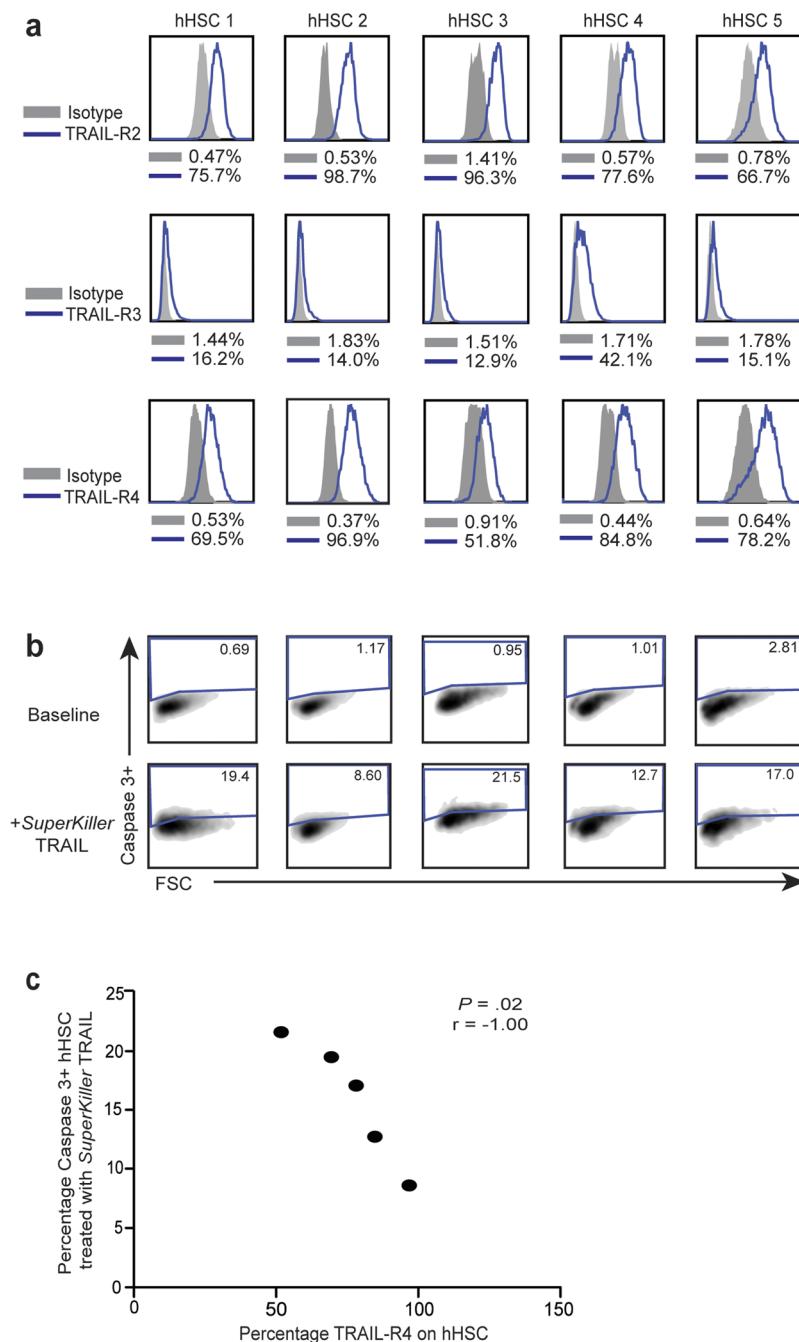 a
hHSC 1 hHSC 2 hHSC 3 hHSC 4 hHSC 5
Isotype
TRAIL-R2
0.47% 0.53% 1.41% 0.57% 0.78%
75.7% 98.7% 96.3% 77.6% 66.7%
Isotype
TRAIL-R3
1.44% 1.83% 1.51% 1.71% 1.78%
16.2% 14.0% 12.9% 42.1% 15.1%
Isotype
TRAIL-R4
0.53% 0.37% 0.91% 0.44% 0.64%
69.5% 96.9% 51.8% 84.8% 78.2%
b
Baseline
0.69 1.17 0.95 1.01 2.81
+SuperKiller
TRAIL
19.4 8.60 21.5 12.7 17.0
Caspase 3+
FSC
c
Percentage Caspase 3+ hHSC
treated with SuperKiller TRAIL
25
20
15
10
5
0
P = .02
r = -1.00
0 50 100 150
Percentage TRAIL-R4 on hHSC